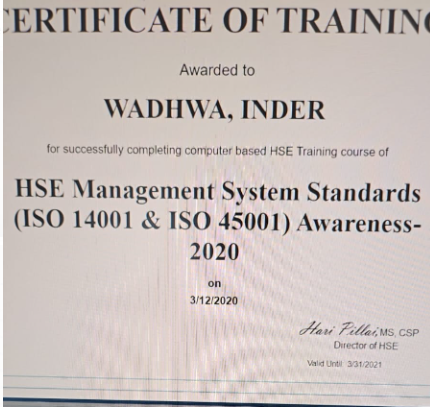 CERTIFICATE OF TRAINING
Awarded to
WADHWA, INDER
for successfully completing computer based HSE Training course of
HSE Management System Standards
(ISO 14001 & ISO 45001) Awareness-
2020
on
3/12/2020
Hari Pillai, MS, CSP
Director of HSE
Valid Until 3/31/2021